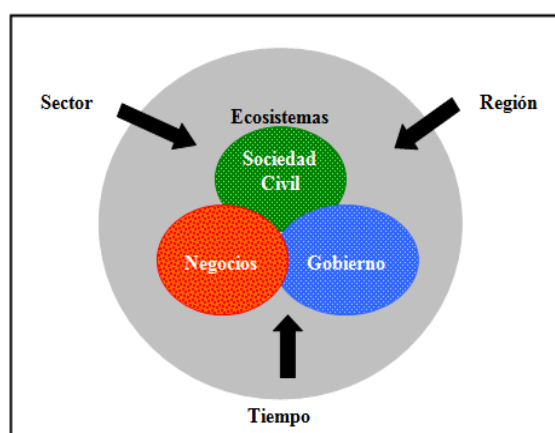 Sector
Región
Ecosistemas
Sociedad
Civil
Negocios
Gobierno
Tiempo